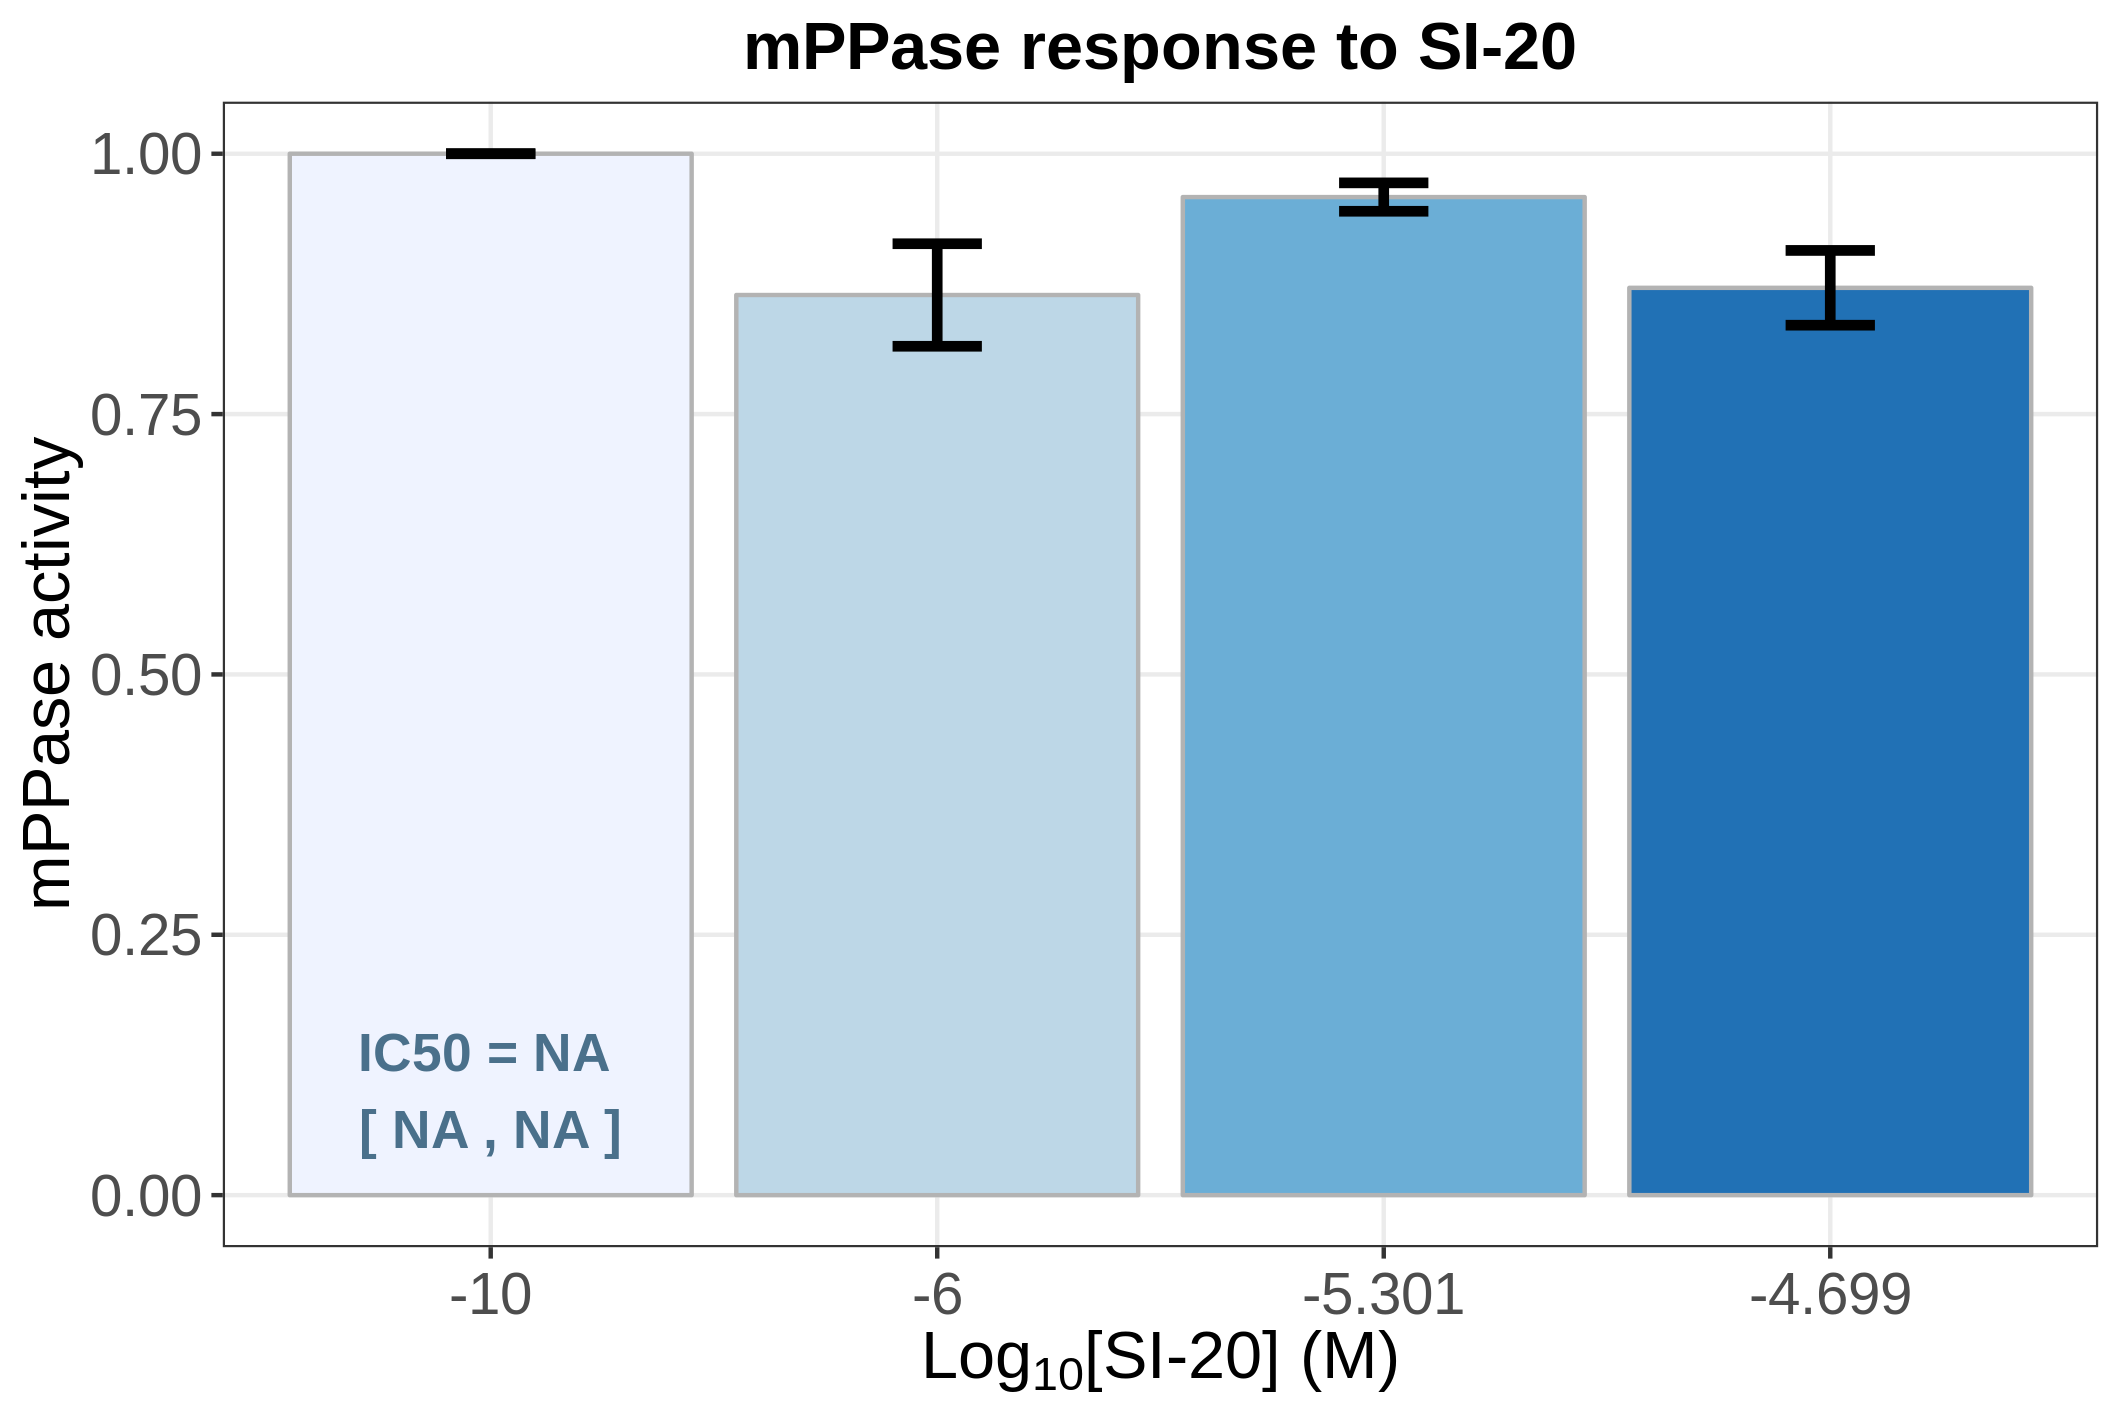 mPPase response to SI-20
mPPase activity
1.00
0.75
0.50
0.25
0.00
IC50 = NA
[ NA , NA ]
-10
-6
-5.301
-4.699
Log₁₀[SI-20] (M)